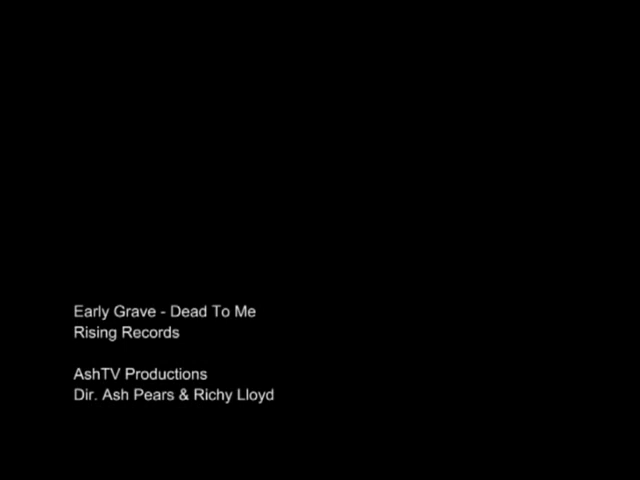 Early Grave - Dead To Me
Rising Records
AshTV Productions
Dir. Ash Pears & Richy Lloyd